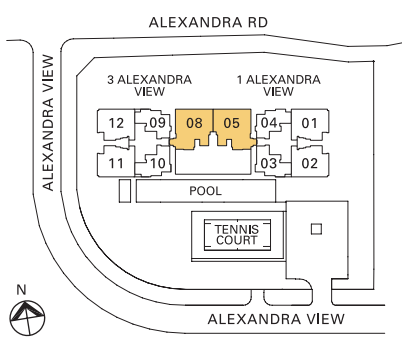 ALEXANDRA RD
ALEXANDRA VIEW
3 ALEXANDRA
VIEW
1 ALEXANDRA
VIEW
12
09
08
05
04
01
11
10
03
02
POOL
TENNIS
COURT
N
ALEXANDRA VIEW